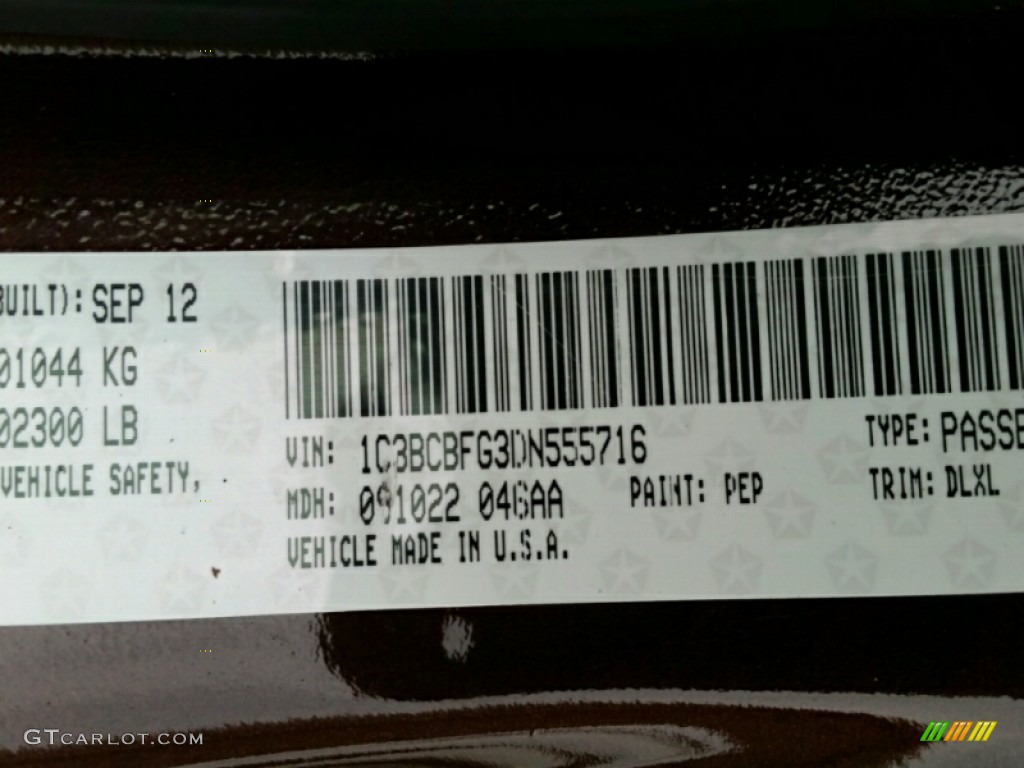 BUILT): SEP 12
01044 KG
02300 LB
VEHICLE SAFETY,
VIN: 1C3BCBFG3DN555716
TYPE: PASSE
MDH: 091022 046AA
PAINT: PEP
TRIM: DLXL
VEHICLE MADE IN U.S.A.
GTCARLOT.COM